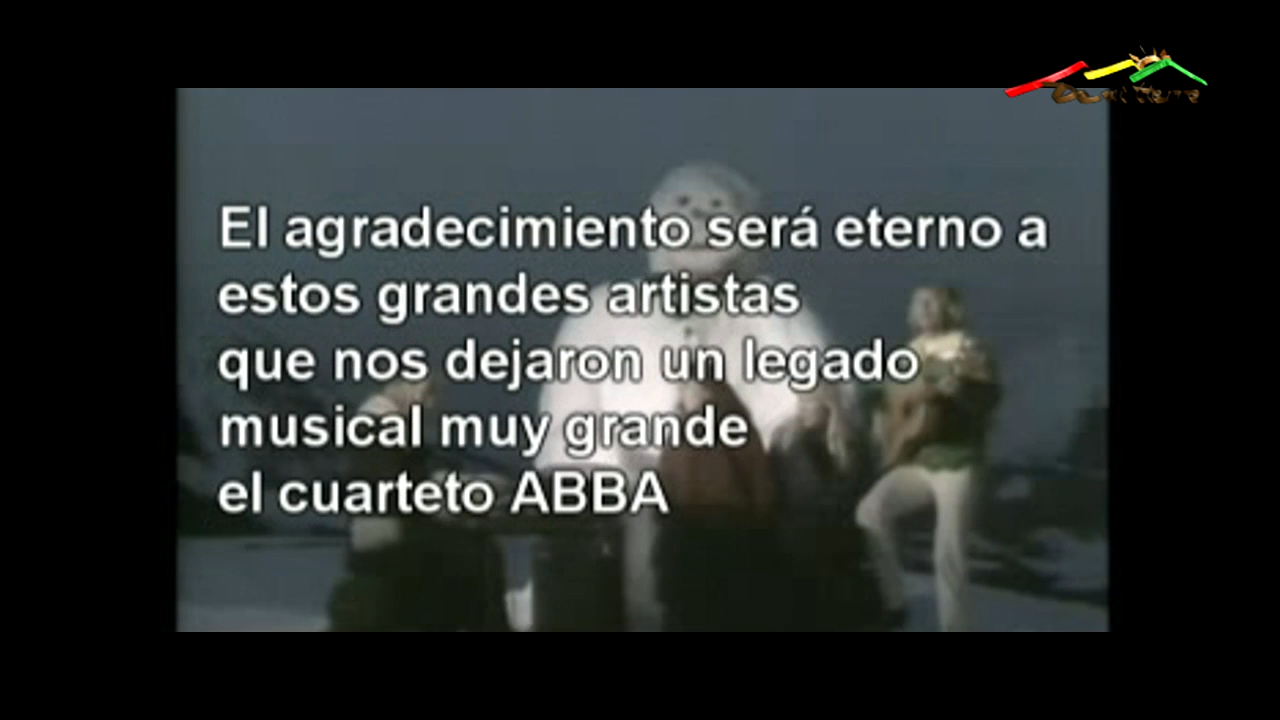 El agradecimiento será eterno a
estos grandes artistas
que nos dejaron un legado
musical muy grande
el cuarteto ABBA